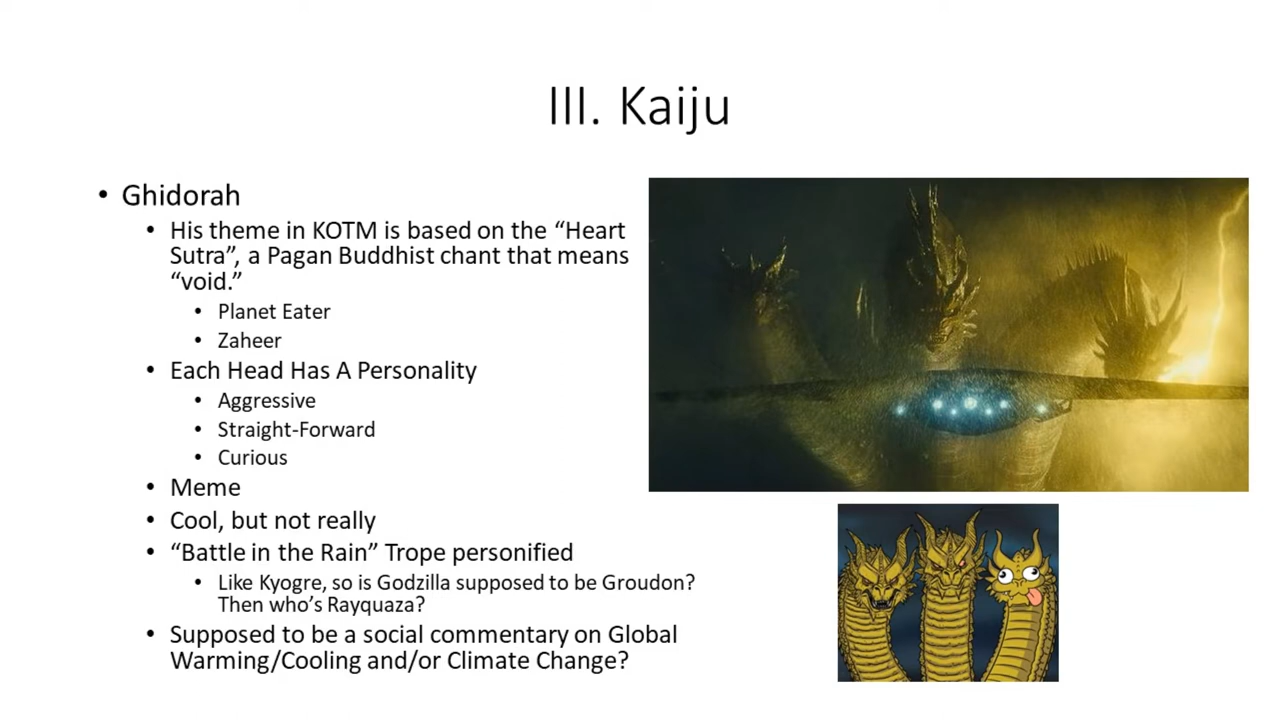 III. Kaiju
• Ghidorah
• His theme in KOTM is based on the “Heart
Sutra”, a Pagan Buddhist chant that means
“void.”
• Planet Eater
• Zaheer
• Each Head Has A Personality
• Aggressive
• Straight-Forward
• Curious
• Meme
• Cool, but not really
• “Battle in the Rain” Trope personified
• Like Kyogre, so is Godzilla supposed to be Groudon?
Then who’s Rayquaza?
• Supposed to be a social commentary on Global
Warming/Cooling and/or Climate Change?